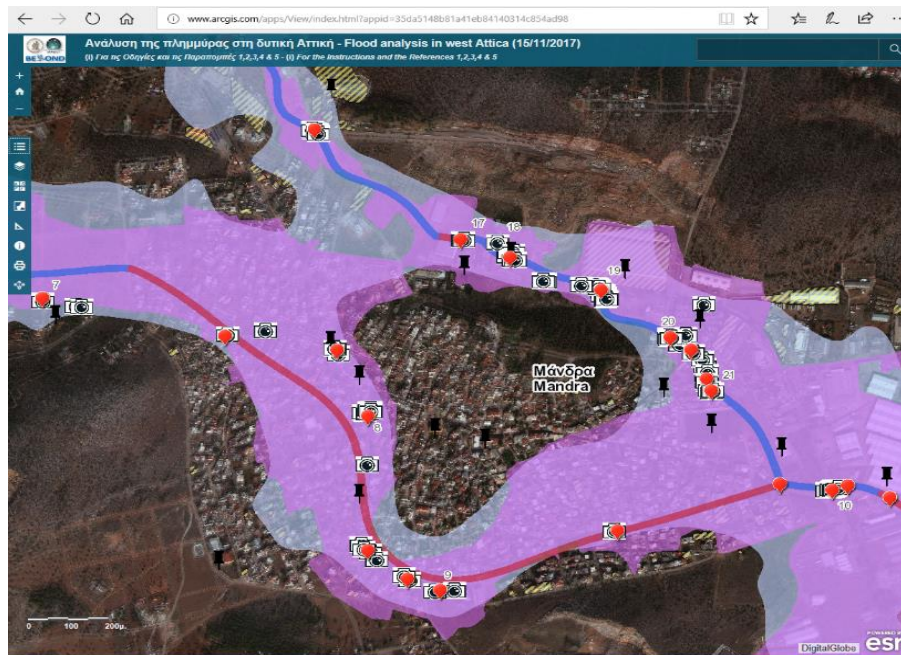 www.arcgis.com/apps/View/index.html?appid=35da5148b81a41eb84140314c854ad98
Ανάλυση της πλημμύρας στη δυτική Αττική - Flood analysis in west Attica (15/11/2017)
(i) Για τις Οδηγίες και τις Παραπομπές 1,2,3,4 & 5 - (i) For the Instructions and the References 1,2,3,4 & 5
BEYOND
17
18
19
7
20
Μάνδρα
Mandra
21
8
10
9
0 100 200μ.
POWERED BY
esri
DigitalGlobe